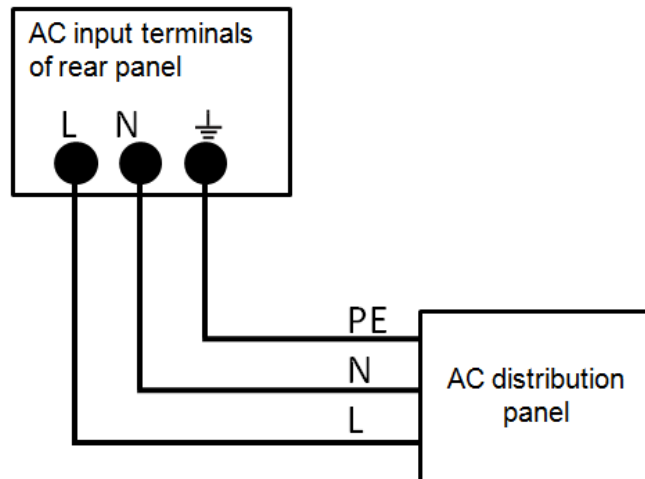 AC input terminals
of rear panel
L N
PE
N
L
AC distribution
panel